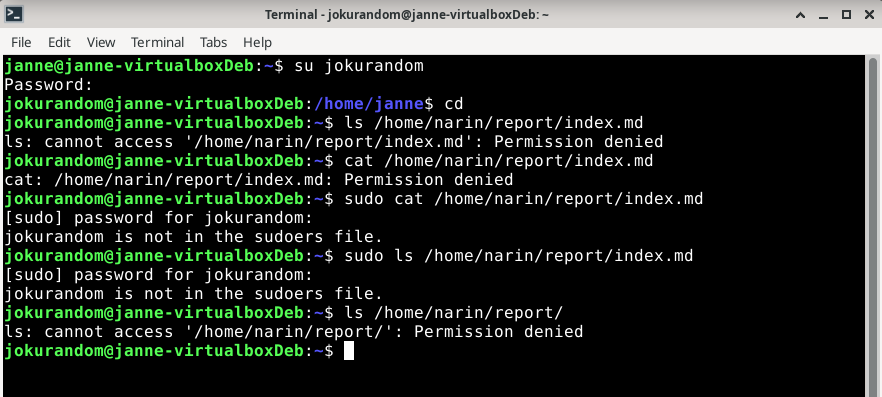 Terminal - jokurandom@janne-virtualboxDeb: ~
File Edit View Terminal Tabs Help
janne@janne-virtualboxDeb:~$ su jokurandom
Password:
jokurandom@janne-virtualboxDeb:/home/janne$ cd
jokurandom@janne-virtualboxDeb:~$ ls /home/narin/report/index.md
ls: cannot access '/home/narin/report/index.md': Permission denied
jokurandom@janne-virtualboxDeb:~$ cat /home/narin/report/index.md
cat: /home/narin/report/index.md: Permission denied
jokurandom@janne-virtualboxDeb:~$ sudo cat /home/narin/report/index.md
[sudo] password for jokurandom:
jokurandom is not in the sudoers file.
jokurandom@janne-virtualboxDeb:~$ sudo ls /home/narin/report/index.md
[sudo] password for jokurandom:
jokurandom is not in the sudoers file.
jokurandom@janne-virtualboxDeb:~$ ls /home/narin/report/
ls: cannot access '/home/narin/report/': Permission denied
jokurandom@janne-virtualboxDeb:~$